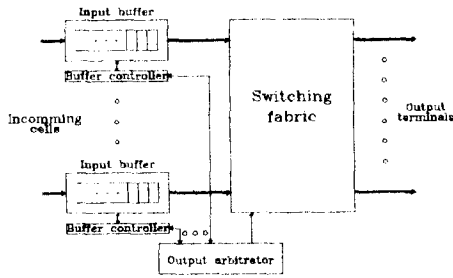 Input buffer
Buffer controller
Incomming
cells
Switching
fabric
Output
terminals
Input buffer
Buffer controller
Output arbitrator